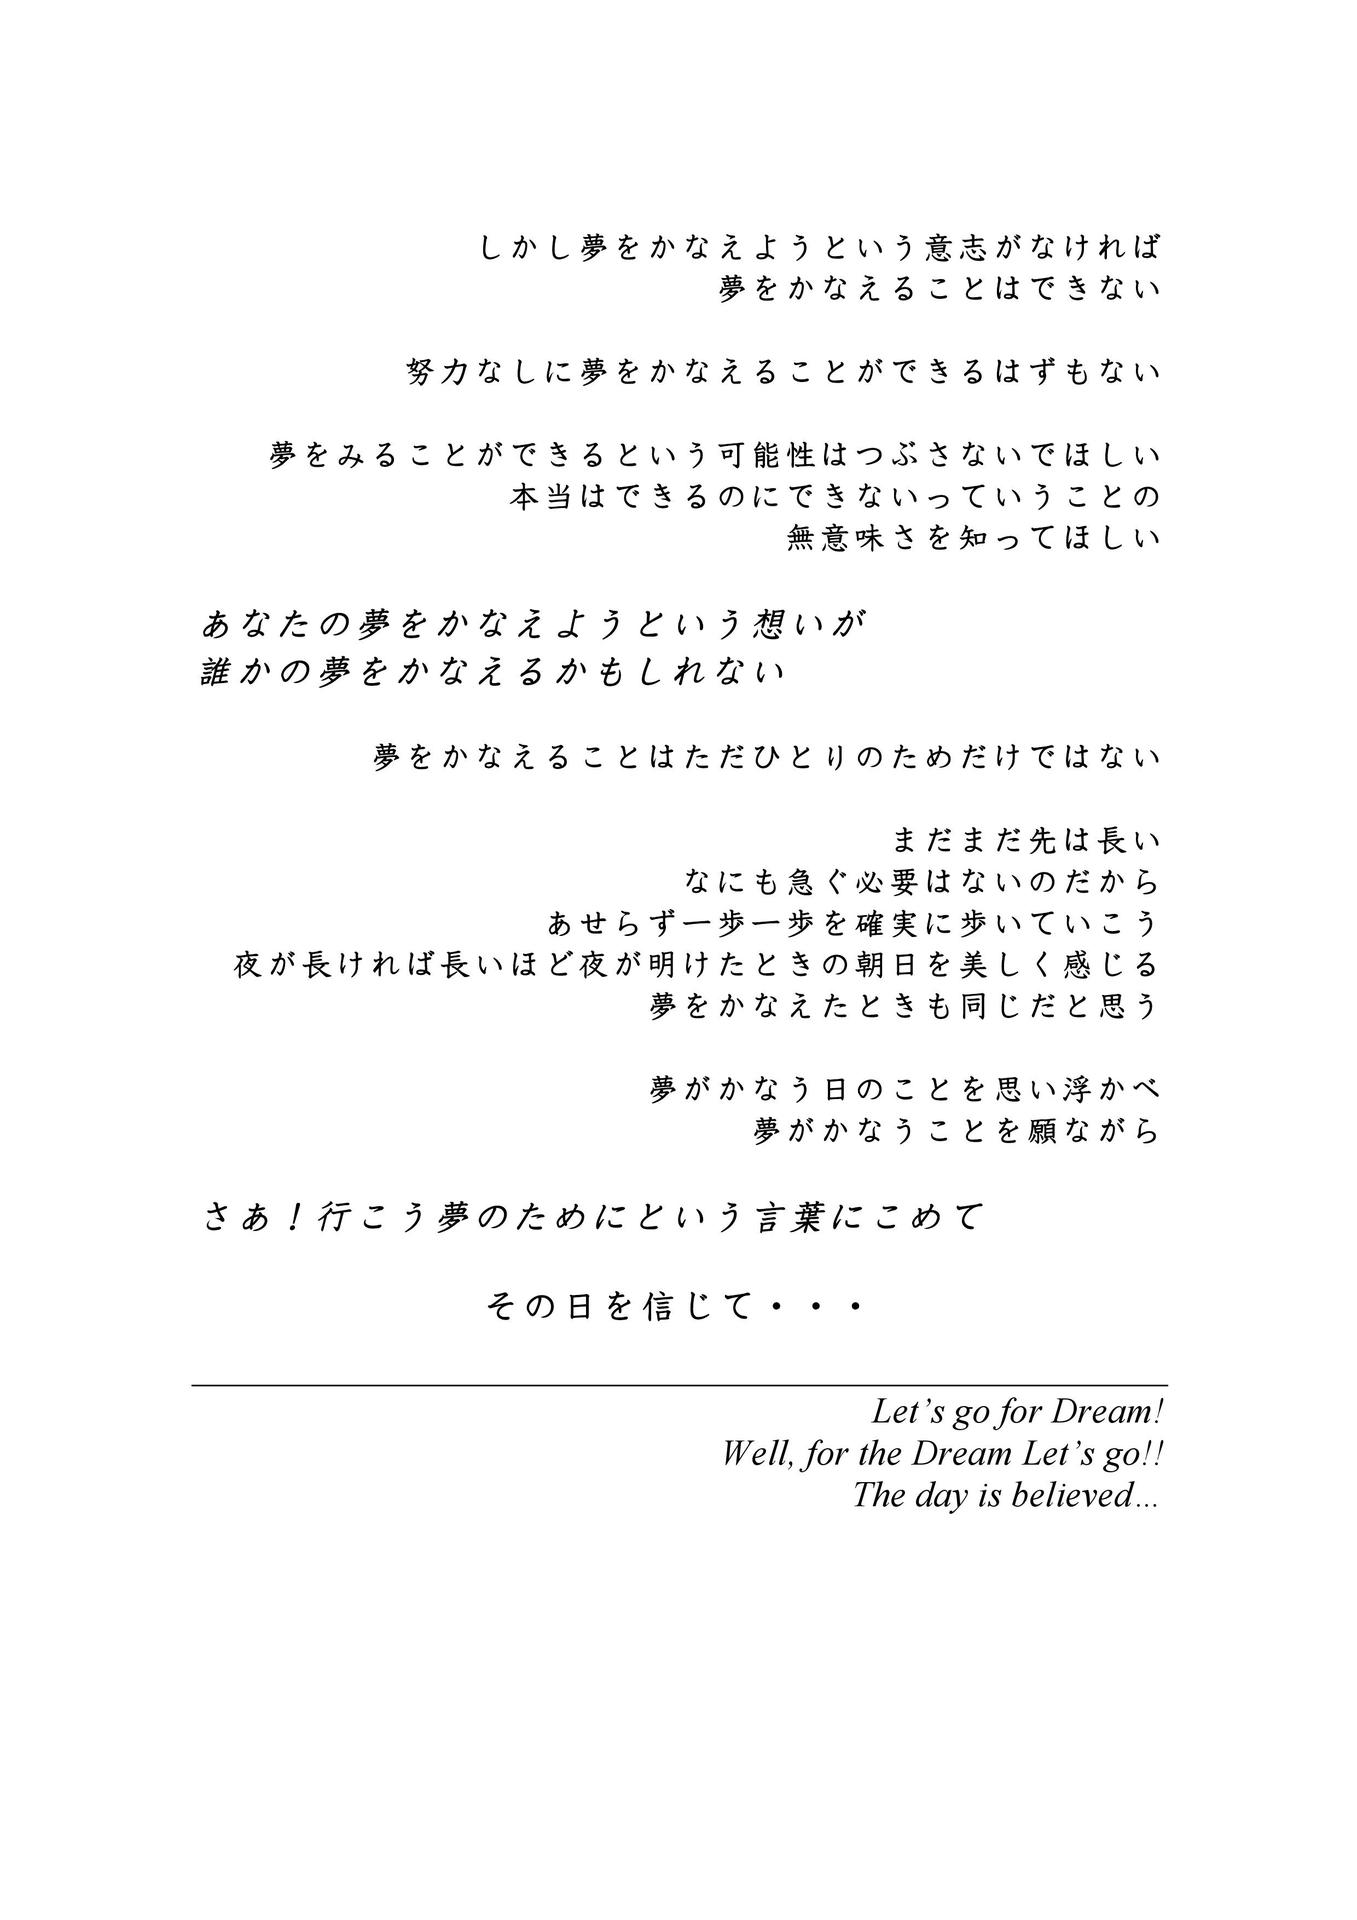 しかし夢をかなえようという意志がなければ
夢をかなえることはできない
努力なしに夢をかなえることができるはずもない
夢をみることができるという可能性はつぶさないでほしい
本当はできるのにできないっていうことの
無意味さを知ってほしい
あなたの夢をかなえようという想いが
誰かの夢をかなえるかもしれない
夢をかなえることはただひとりのためだけではない
まだまだ先は長い
なにも急ぐ必要はないのだから
あせらず一歩一歩を確実に歩いていこう
夜が長ければ長いほど夜が明けたときの朝日を美しく感じる
夢をかなえたときも同じだと思う
夢がかなう日のことを思い浮かべ
夢がかなうことを願ながら
さあ！行こう夢のためにという言葉にこめて
その日を信じて・・・
Let’s go for Dream!
Well, for the Dream Let’s go!!
The day is believed…